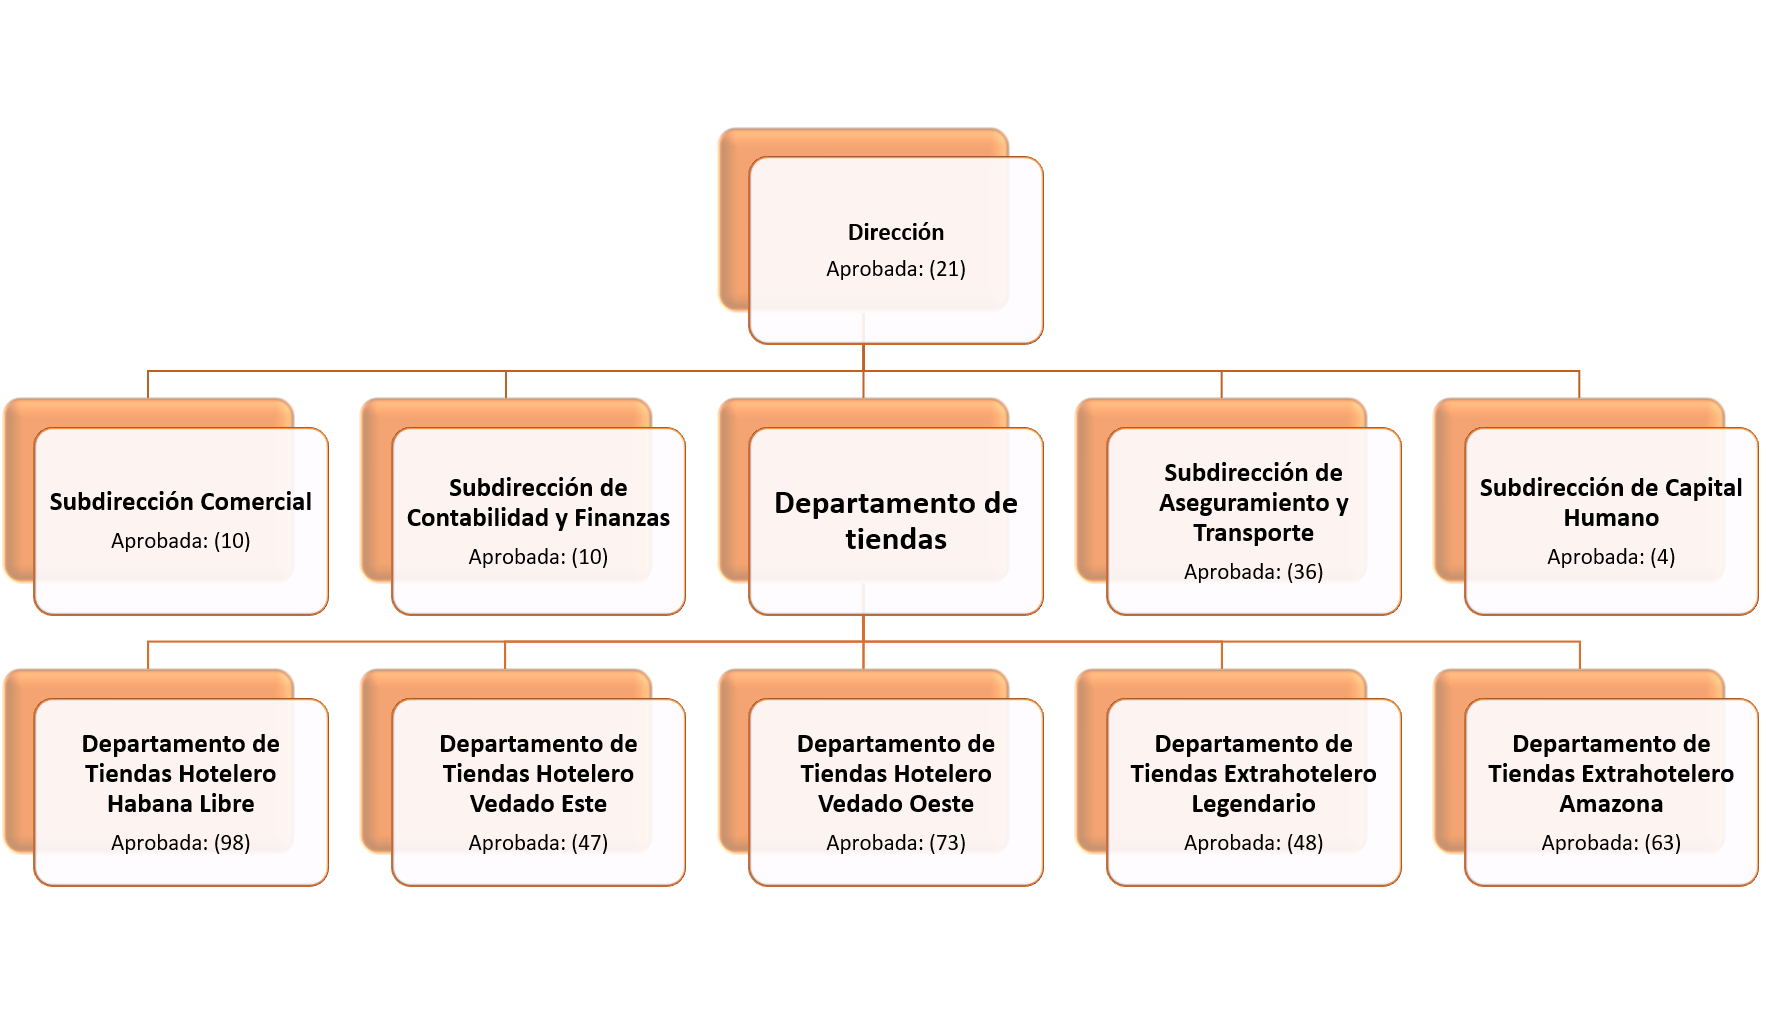 Dirección
Aprobada: (21)
Subdirección Comercial
Aprobada: (10)
Subdirección de
Contabilidad y Finanzas
Aprobada: (10)
Departamento de
tiendas
Subdirección de
Aseguramiento y
Transporte
Aprobada: (36)
Subdirección de Capital
Humano
Aprobada: (4)
Departamento de
Tiendas Hotelero
Habana Libre
Aprobada: (98)
Departamento de
Tiendas Hotelero
Vedado Este
Aprobada: (47)
Departamento de
Tiendas Hotelero
Vedado Oeste
Aprobada: (73)
Departamento de
Tiendas Extrahotelero
Legendario
Aprobada: (48)
Departamento de
Tiendas Extrahotelero
Amazona
Aprobada: (63)